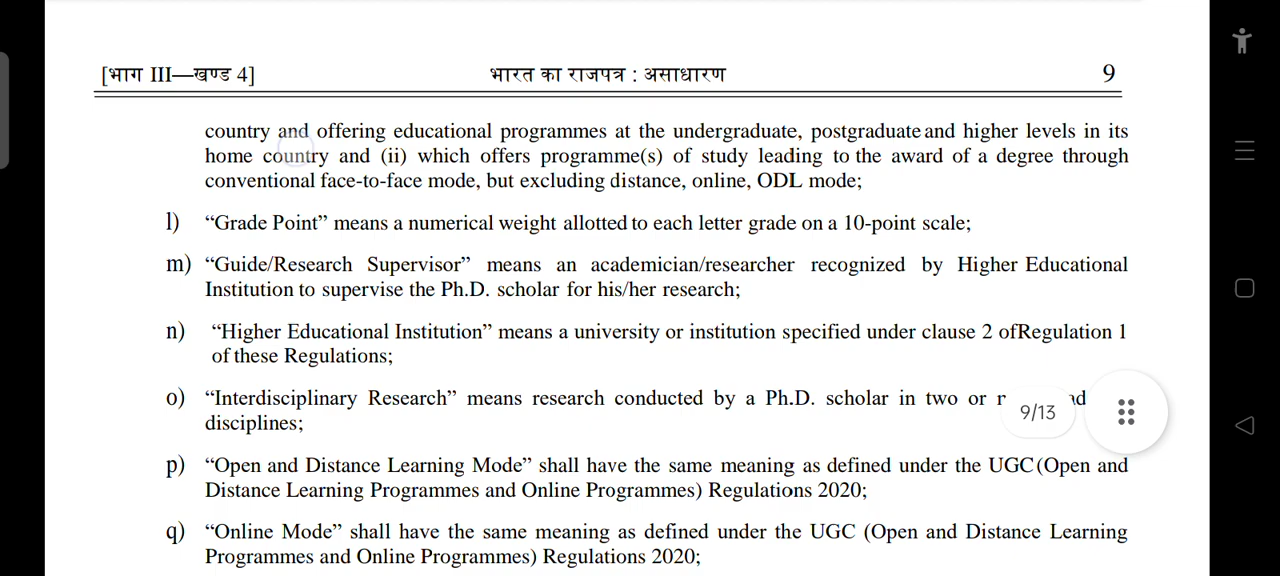 [भाग III—खण्ड 4] भारत का राजपत्र : असाधारण 9
country and offering educational programmes at the undergraduate, postgraduate and higher levels in its
home country and (ii) which offers programme(s) of study leading to the award of a degree through
conventional face-to-face mode, but excluding distance, online, ODL mode;
l) “Grade Point” means a numerical weight allotted to each letter grade on a 10-point scale;
m) “Guide/Research Supervisor” means an academician/researcher recognized by Higher Educational
Institution to supervise the Ph.D. scholar for his/her research;
n) “Higher Educational Institution” means a university or institution specified under clause 2 ofRegulation 1
of these Regulations;
o) “Interdisciplinary Research” means research conducted by a Ph.D. scholar in two or
9/13
disciplines;
p) “Open and Distance Learning Mode” shall have the same meaning as defined under the UGC(Open and
Distance Learning Programmes and Online Programmes) Regulations 2020;
q) “Online Mode” shall have the same meaning as defined under the UGC (Open and Distance Learning
Programmes and Online Programmes) Regulations 2020;